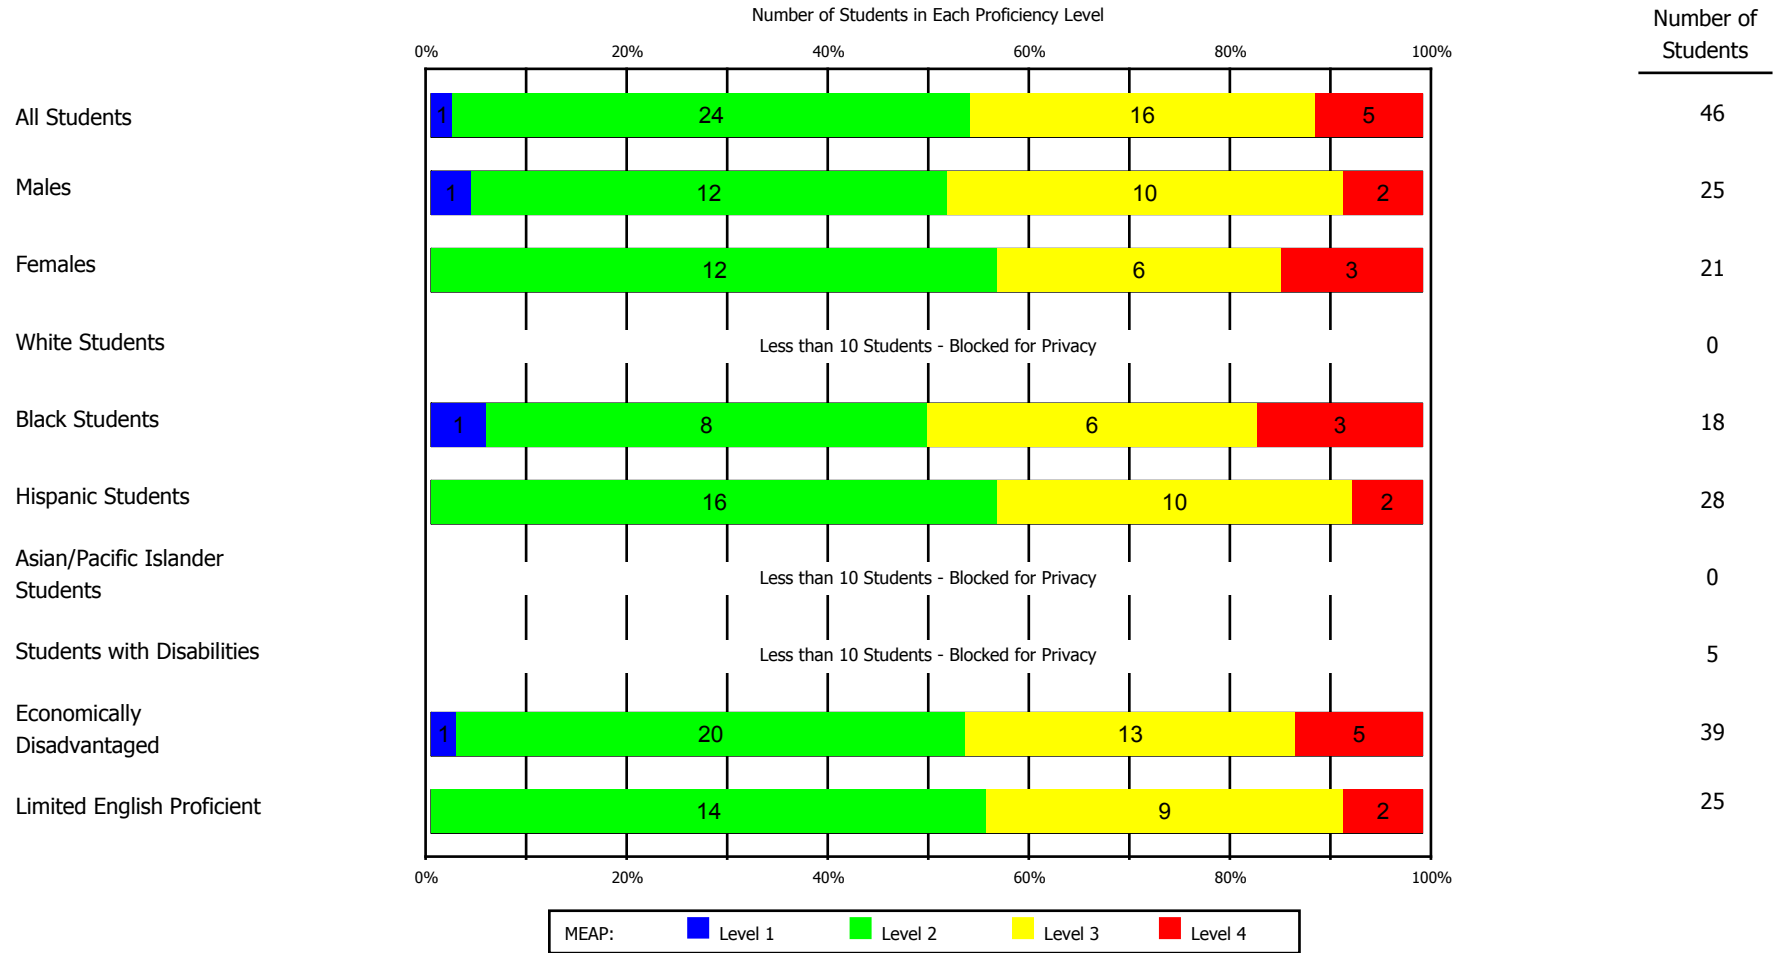 Number of Students in Each Proficiency Level
Number of
Students
0% 20% 40% 60% 80% 100%
All Students 1 24 16 5 46
Males 1 12 10 2 25
Females 12 6 3 21
White Students Less than 10 Students - Blocked for Privacy 0
Black Students 1 8 6 3 18
Hispanic Students 16 10 2 28
Asian/Pacific Islander
Students Less than 10 Students - Blocked for Privacy 0
Students with Disabilities Less than 10 Students - Blocked for Privacy 5
Economically
Disadvantaged 1 20 13 5 39
Limited English Proficient 14 9 2 25
0% 20% 40% 60% 80% 100%
MEAP: Level 1 Level 2 Level 3 Level 4